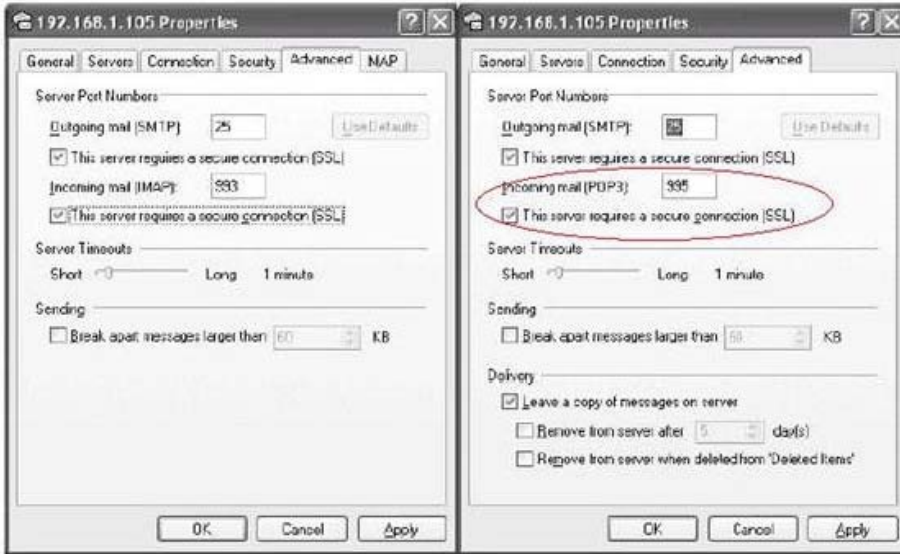 192.168.1.105 Properties
General Servers Connection Security Advanced IMAP
Server Port Numbers
Outgoing mail (SMTP): 25 Use Defaults
This server requires a secure connection (SSL)
Incoming mail (IMAP): 993
This server requires a secure connection (SSL)
Server Timeouts
Short Long 1 minute
Sending
Break apart messages larger than 60 KB
OK Cancel Apply
192.168.1.105 Properties
General Servers Connection Security Advanced
Server Port Numbers
Outgoing mail (SMTP): 25 Use Defaults
This server requires a secure connection (SSL)
Incoming mail (POP3): 995
This server requires a secure connection (SSL)
Server Timeouts
Short Long 1 minute
Sending
Break apart messages larger than KB
Delivery
Leave a copy of messages on server
Remove from server after 5 day(s)
Remove from server when deleted from 'Deleted Items'
OK Cancel Apply